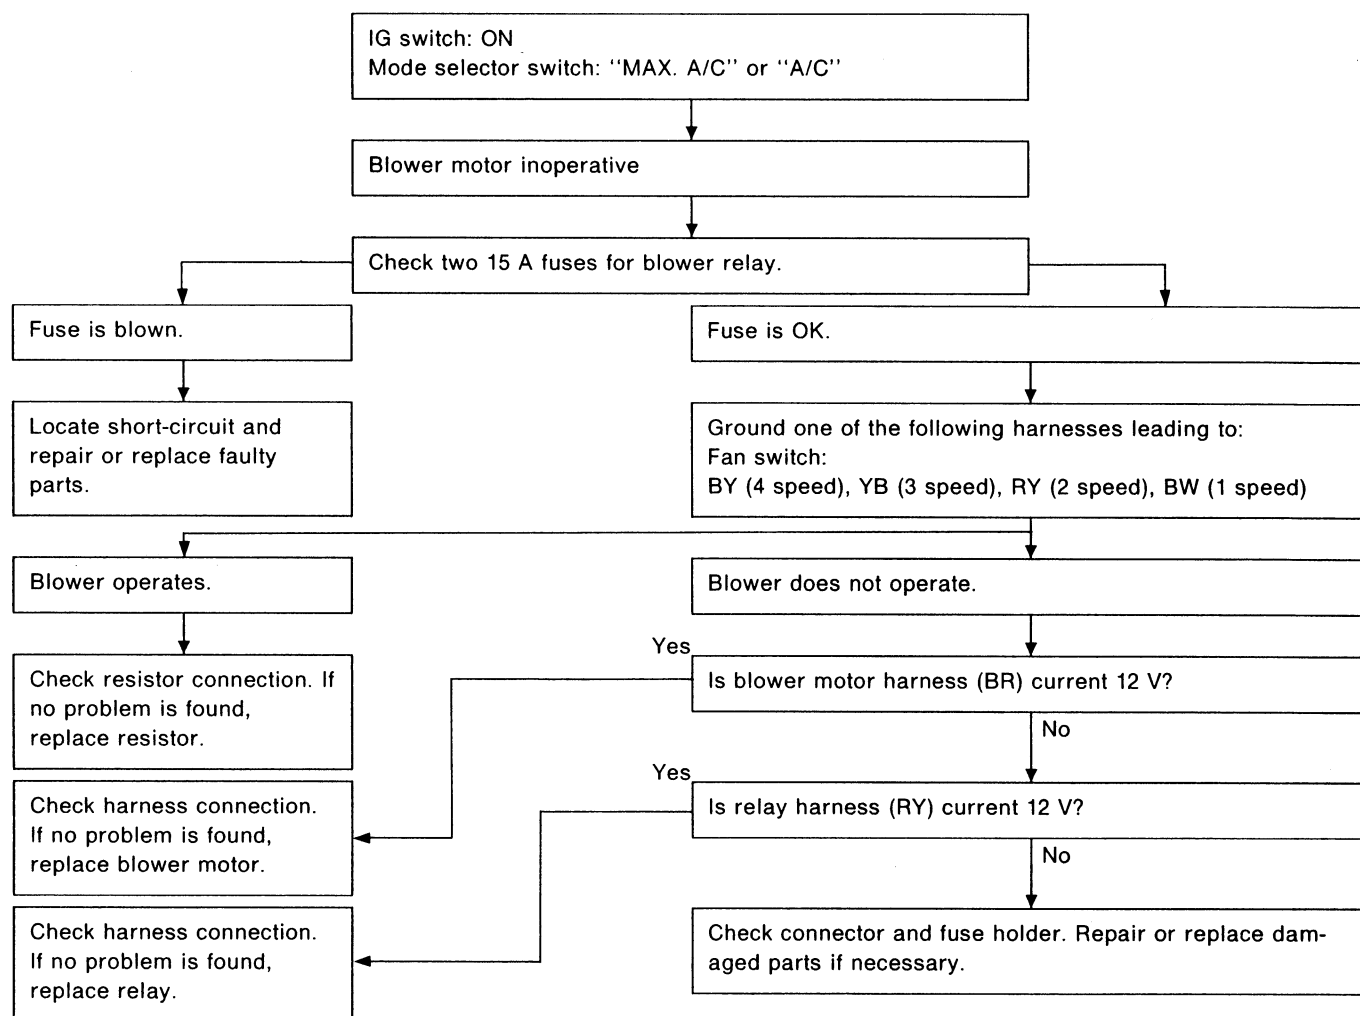 IG switch: ON
Mode selector switch: "MAX. A/C" or "A/C"
Blower motor inoperative
Check two 15 A fuses for blower relay.
Fuse is blown.
Fuse is OK.
Locate short-circuit and
repair or replace faulty
parts.
Ground one of the following harnesses leading to:
Fan switch:
BY (4 speed), YB (3 speed), RY (2 speed), BW (1 speed)
Blower operates.
Blower does not operate.
Check resistor connection. If
no problem is found,
replace resistor.
Yes
Is blower motor harness (BR) current 12 V?
No
Check harness connection.
If no problem is found,
replace blower motor.
Yes
Is relay harness (RY) current 12 V?
No
Check harness connection.
If no problem is found,
replace relay.
Check connector and fuse holder. Repair or replace dam-
aged parts if necessary.